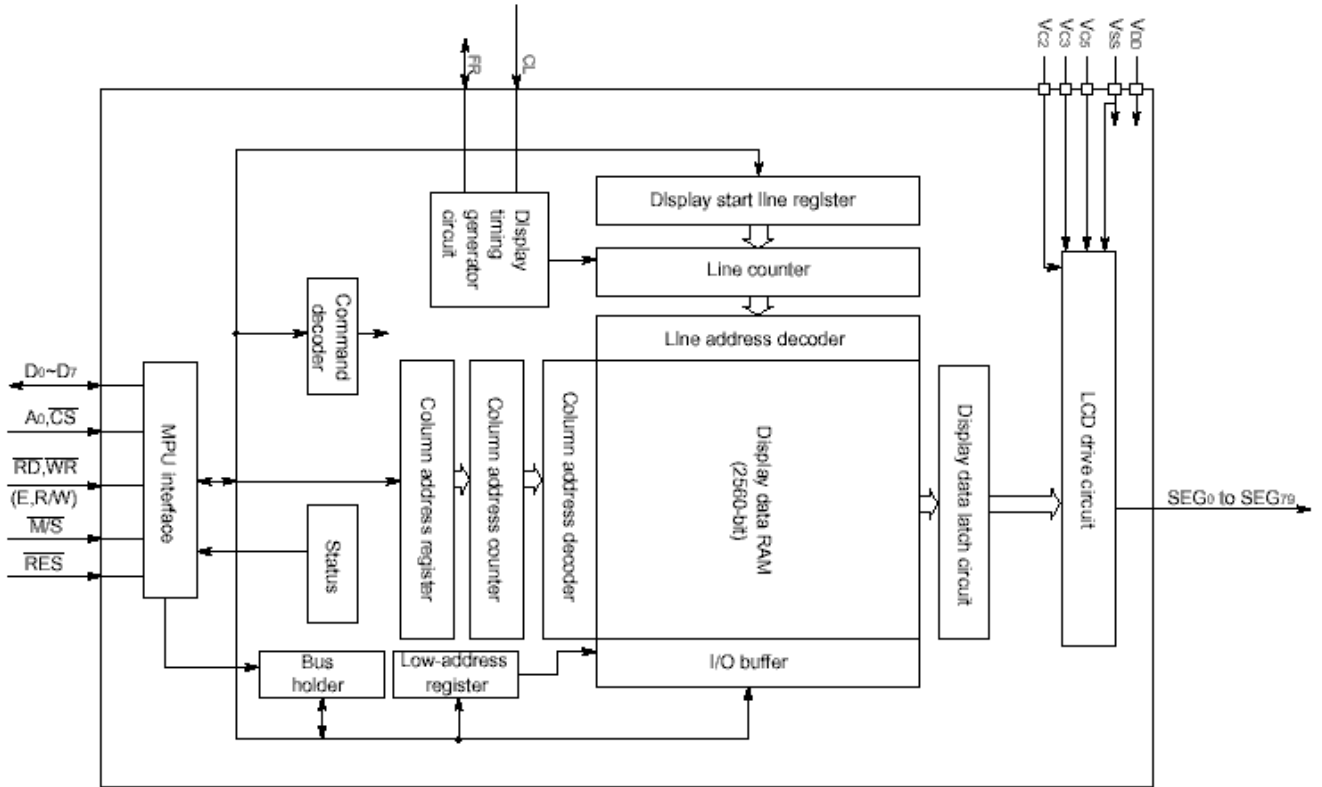 FR
CL
VC2
VC3
VC5
VSS
VDD
Display start line register
Display
timing
generator
circuit
Line counter
Command
decoder
Line address decoder
D0~D7
A0,CS
RD,WR
(E,R/W)
M/S
RES
MPU interface
Status
Column address register
Column address counter
Column address decoder
Display data RAM
(2560-bit)
Display data latch circuit
LCD drive circuit
SEG0 to SEG79
Bus
holder
Low-address
register
I/O buffer